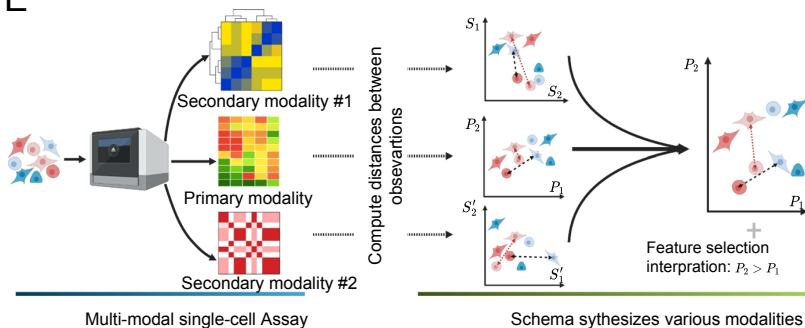 E
Secondary modality #1
Primary modality
Secondary modality #2
Compute distances between
obsevartions
S₁
S₂
P₂
P₁
S′₂
S′₁
P₂
P₁
+
Feature selection
interpration: P₂ > P₁
Multi-modal single-cell Assay
Schema sythesizes various modalities